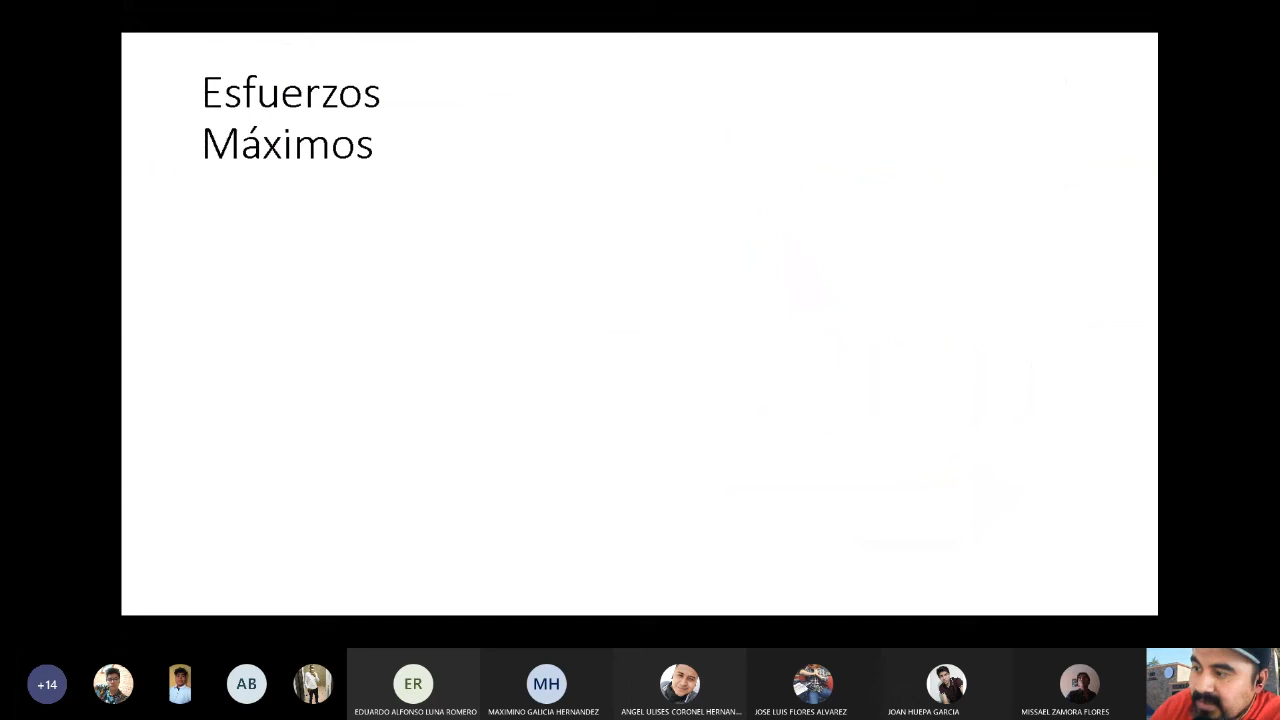 Esfuerzos
Máximos
+14
AB
ER
MH
EDUARDO ALFONSO LUNA ROMERO
MAXIMINO GALICIA HERNANDEZ
ANGEL ULISES CORONEL HERNAN...
JOSE LUIS FLORES ALVAREZ
JOAN HUEPA GARCIA
MISSAEL ZAMORA FLORES